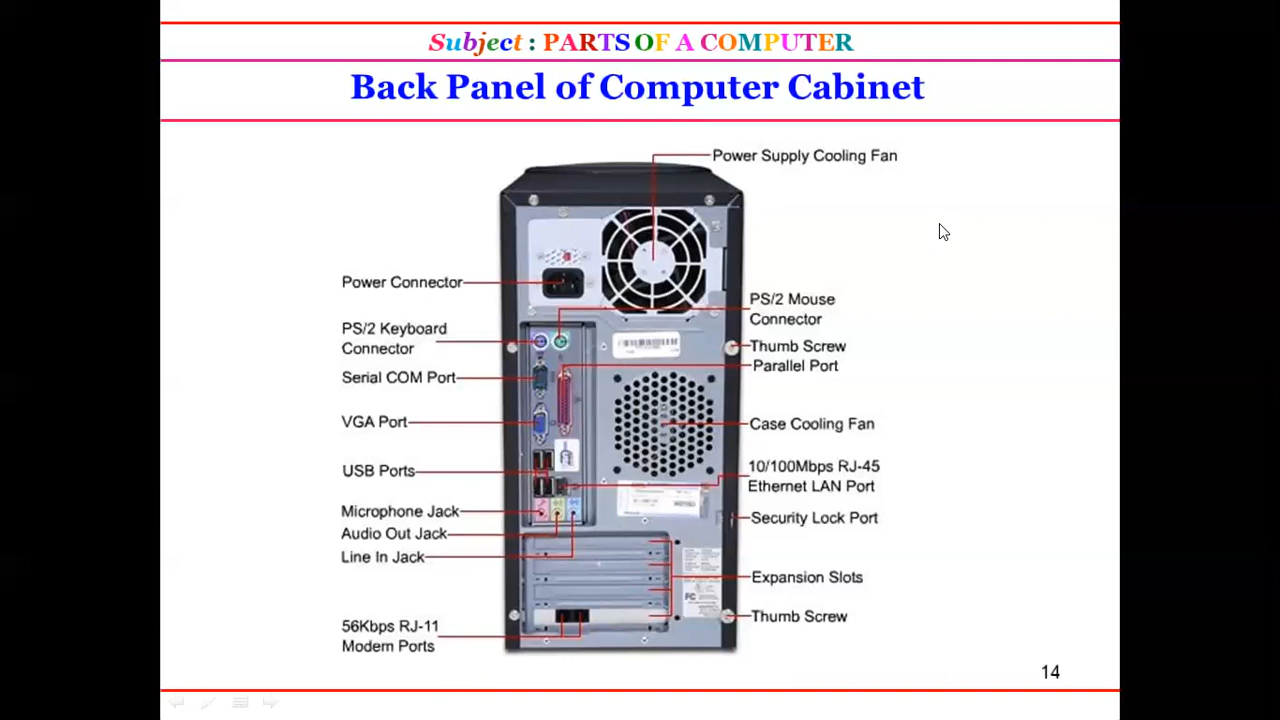 Subject : PARTS OF A COMPUTER
Back Panel of Computer Cabinet
Power Supply Cooling Fan
Power Connector
PS/2 Mouse
Connector
PS/2 Keyboard
Connector
Thumb Screw
Parallel Port
Serial COM Port
VGA Port
Case Cooling Fan
USB Ports
10/100Mbps RJ-45
Ethernet LAN Port
Microphone Jack
Security Lock Port
Audio Out Jack
Line In Jack
Expansion Slots
FC
Thumb Screw
56Kbps RJ-11
Modem Ports
14